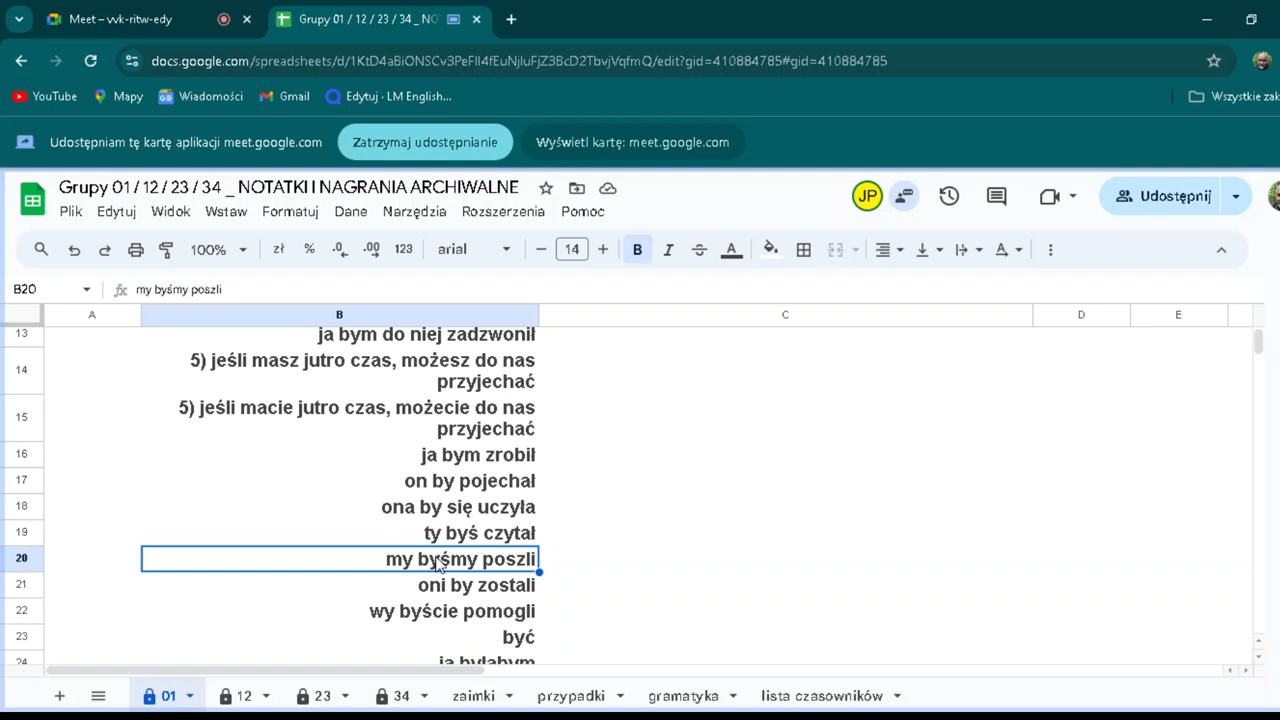 Meet – vvk-ritw-edy
Grupy 01 / 12 / 23 / 34 _ NO
docs.google.com/spreadsheets/d/1KtD4aBiONSCv3PeFlI4fEuNjluFjZ3BcD2TbvjVqfmQ/edit?gid=410884785#gid=410884785
YouTube Mapy Wiadomości Gmail Edytuj · LM English... Wszystkie zak
Udostępniam tę kartę aplikacji meet.google.com Zatrzymaj udostępnianie Wyświetl kartę: meet.google.com
Grupy 01 / 12 / 23 / 34 _ NOTATKI I NAGRANIA ARCHIWALNE
JP
Udostępnij
Plik Edytuj Widok Wstaw Formatuj Dane Narzędzia Rozszerzenia Pomoc
100% zł % .0 .00 123 arial 14 B I A
B20 fx my byśmy poszli
A B C D E
13 ja bym do niej zadzwonił
14 5) jeśli masz jutro czas, możesz do nas
przyjechać
15 5) jeśli macie jutro czas, możecie do nas
przyjechać
16 ja bym zrobił
17 on by pojechał
18 ona by się uczyła
19 ty byś czytał
20 my byśmy poszli
21 oni by zostali
22 wy byście pomogli
23 być
24 ja byłabym
01 12 23 34 zaimki przypadki gramatyka lista czasowników